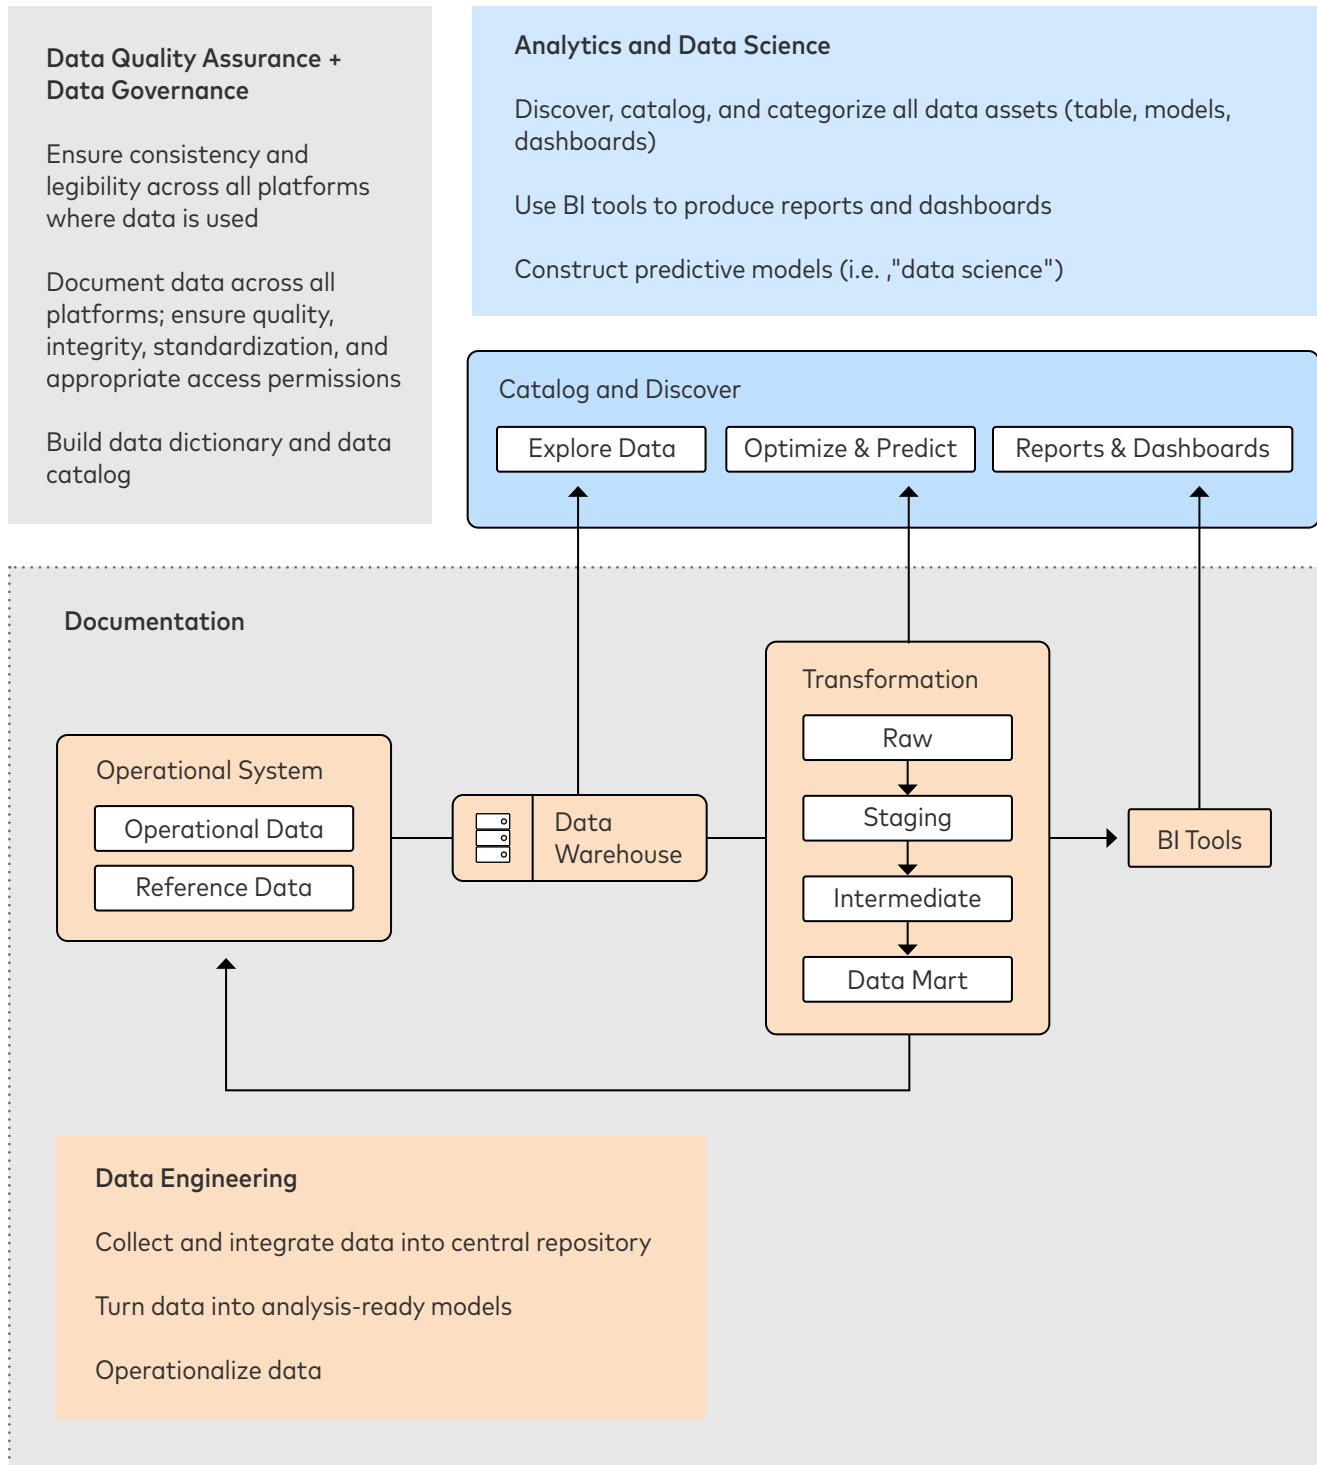 Data Quality Assurance +
Data Governance
Ensure consistency and
legibility across all platforms
where data is used
Document data across all
platforms; ensure quality,
integrity, standardization, and
appropriate access permissions
Build data dictionary and data
catalog
Analytics and Data Science
Discover, catalog, and categorize all data assets (table, models,
dashboards)
Use BI tools to produce reports and dashboards
Construct predictive models (i.e. ,"data science")
Catalog and Discover
Explore Data
Optimize & Predict
Reports & Dashboards
Documentation
Operational System
Operational Data
Reference Data
Data
Warehouse
Transformation
Raw
Staging
Intermediate
Data Mart
BI Tools
Data Engineering
Collect and integrate data into central repository
Turn data into analysis-ready models
Operationalize data